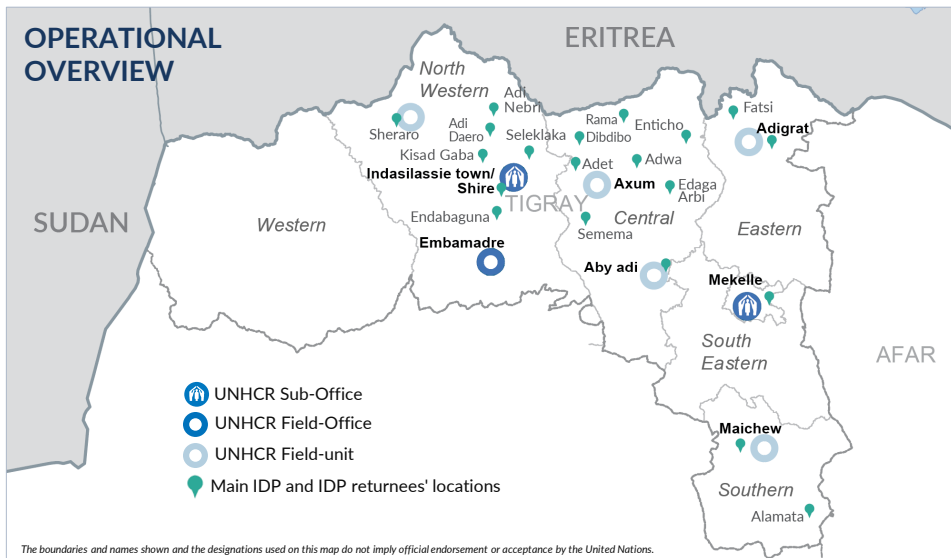 OPERATIONAL
OVERVIEW
ERITREA
SUDAN
TIGRAY
AFAR
North
Western
Adi
Nebri
Sheraro
Adi
Daero
Seleklaka
Kisad Gaba
Indasilassie town/
Shire
Endabaguna
Embamadre
Western
Rama
Dibdibo
Enticho
Adet
Adwa
Axum
Edaga
Arbi
Central
Semema
Aby adi
Fatsi
Adigrat
Eastern
Mekelle
South
Eastern
Maichew
Southern
Alamata
UNHCR Sub-Office
UNHCR Field-Office
UNHCR Field-unit
Main IDP and IDP returnees' locations
The boundaries and names shown and the designations used on this map do not imply official endorsement or acceptance by the United Nations.